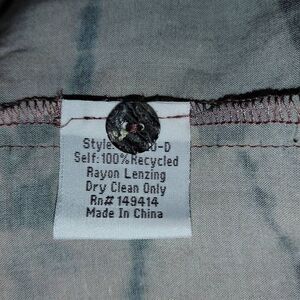 Style
-D
Self:100%Recycled
Rayon Lenzing
Dry Clean Only
Rn# 149414
Made In China